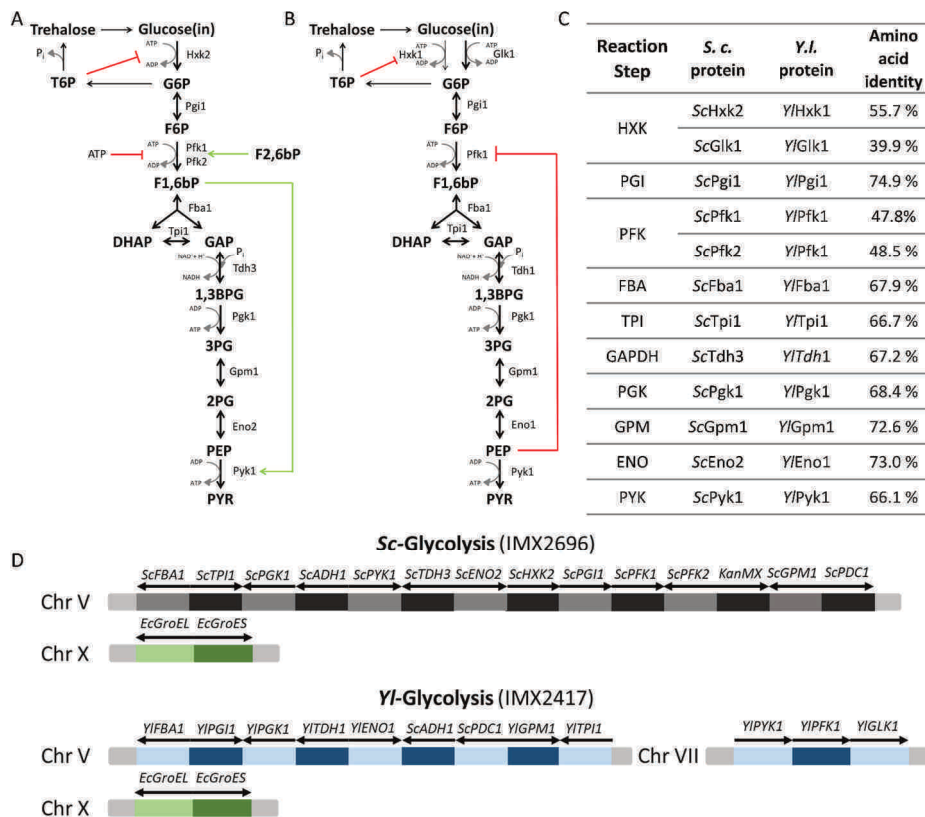 A
Trehalose
Glucose(in)
Pi
ATP
ADP
Hxk2
T6P
G6P
Pgi1
F6P
ATP
ATP
ADP
Pfk1
Pfk2
F2,6bP
F1,6bP
Fba1
Tpi1
DHAP
GAP
NAD⁺+ H⁺
Pi
NADH
Tdh3
1,3BPG
ADP
ATP
Pgk1
3PG
Gpm1
2PG
Eno2
PEP
ADP
ATP
Pyk1
PYR
B
Trehalose
Glucose(in)
Pi
Hxk1
ATP
ADP
ATP
ADP
Glk1
T6P
G6P
Pgi1
F6P
ATP
ADP
Pfk1
F1,6bP
Fba1
Tpi1
DHAP
GAP
NAD⁺+ H⁺
Pi
NADH
Tdh1
1,3BPG
ADP
ATP
Pgk1
3PG
Gpm1
2PG
Eno1
PEP
ADP
ATP
Pyk1
PYR
C
Reaction Step S. c. protein Y.l. protein Amino acid identity
HXK ScHxk2 YlHxk1 55.7 %
ScGlk1 YlGlk1 39.9 %
PGI ScPgi1 YlPgi1 74.9 %
PFK ScPfk1 YlPfk1 47.8%
ScPfk2 YlPfk1 48.5 %
FBA ScFba1 YlFba1 67.9 %
TPI ScTpi1 YlTpi1 66.7 %
GAPDH ScTdh3 YlTdh1 67.2 %
PGK ScPgk1 YlPgk1 68.4 %
GPM ScGpm1 YlGpm1 72.6 %
ENO ScEno2 YlEno1 73.0 %
PYK ScPyk1 YlPyk1 66.1 %
D
Sc-Glycolysis (IMX2696)
ScFBA1 ScTPI1 ScPGK1 ScADH1 ScPYK1 ScTDH3 ScENO2 ScHXK2 ScPGI1 ScPFK1 ScPFK2 KanMX ScGPM1 ScPDC1
Chr V
EcGroEL EcGroES
Chr X
Yl-Glycolysis (IMX2417)
YlFBA1 YlPGI1 YlPGK1 YlTDH1 YlENO1 ScADH1 ScPDC1 YlGPM1 YlTPI1 YlPYK1 YlPFK1 YlGLK1
Chr V
Chr VII
EcGroEL EcGroES
Chr X